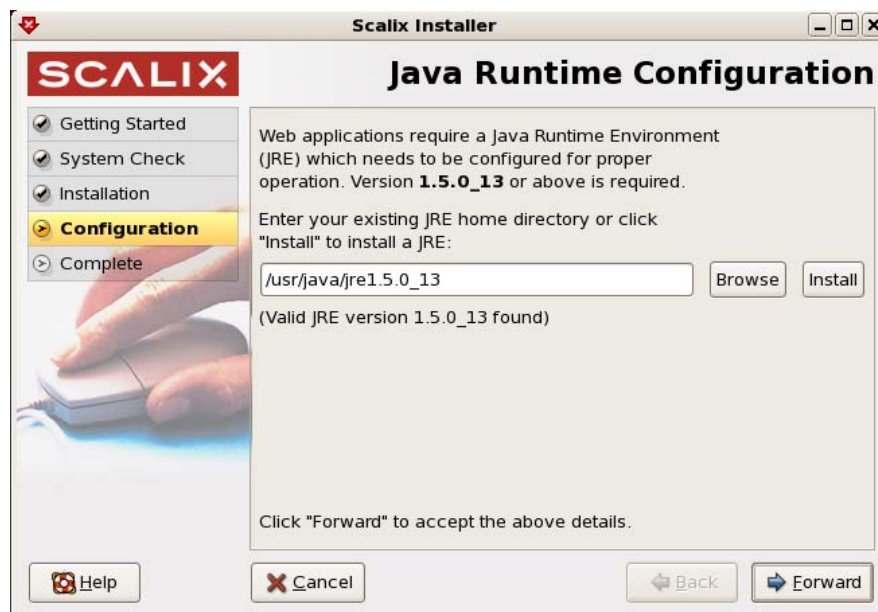 Scalix Installer
SCALIX
Java Runtime Configuration
Getting Started
System Check
Installation
Configuration
Complete
Web applications require a Java Runtime Environment
(JRE) which needs to be configured for proper
operation. Version 1.5.0_13 or above is required.
Enter your existing JRE home directory or click
"Install" to install a JRE:
/usr/java/jre1.5.0_13
Browse
Install
(Valid JRE version 1.5.0_13 found)
Click "Forward" to accept the above details.
Help
Cancel
Back
Forward